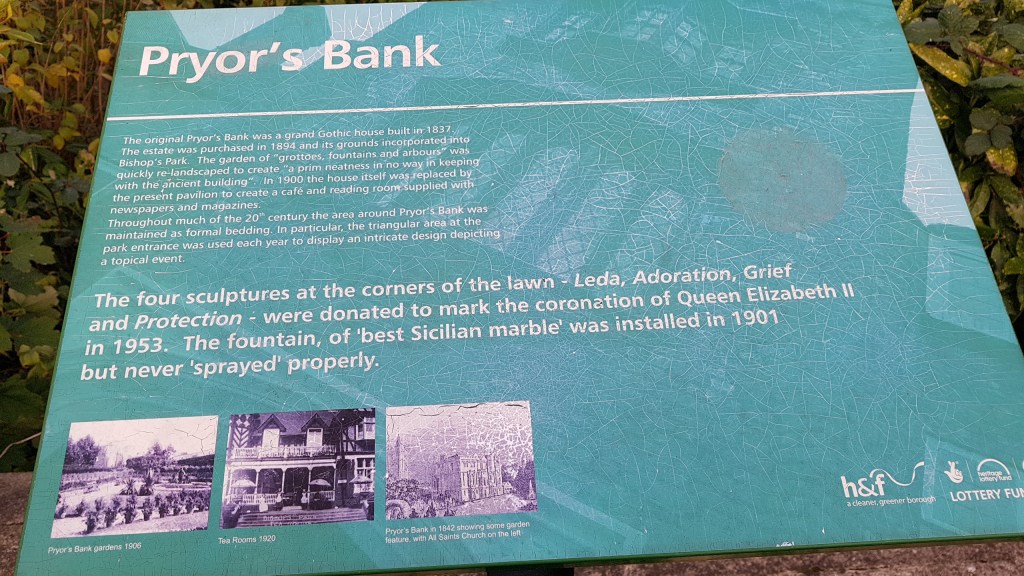 Pryor's Bank
The original Pryor's Bank was a grand Gothic house built in 1837.
The estate was purchased in 1894 and its grounds incorporated into
Bishop's Park. The garden of "grottoes, fountains and arbours" was
quickly re-landscaped to create "a prim neatness in no way in keeping
with the ancient building". In 1900 the house itself was replaced by
the present pavilion to create a café and reading room supplied with
newspapers and magazines.
Throughout much of the 20th century the area around Pryor's Bank was
maintained as formal bedding. In particular, the triangular area at the
park entrance was used each year to display an intricate design depicting
a topical event.
The four sculptures at the corners of the lawn - Leda, Adoration, Grief
and Protection - were donated to mark the coronation of Queen Elizabeth II
in 1953. The fountain, of 'best Sicilian marble' was installed in 1901
but never 'sprayed' properly.
Pryor's Bank gardens 1906
Tea Rooms 1920
Pryor's Bank in 1842 showing some garden
feature, with All Saints Church on the left
h&f
a cleaner, greener borough
heritage
lottery fund
LOTTERY FUN